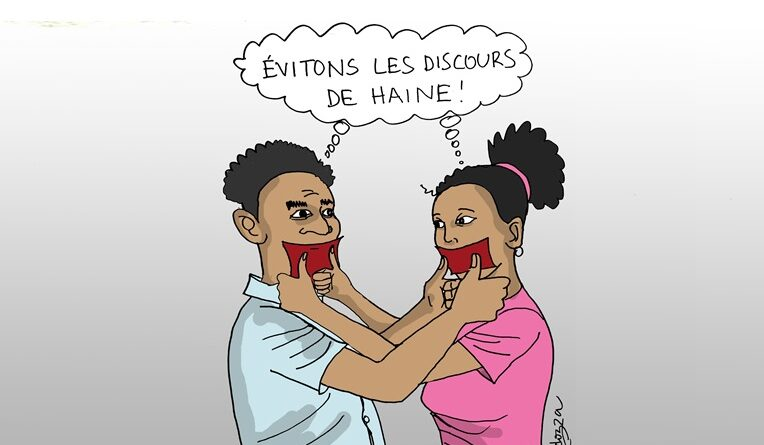 ÉVITONS LES DISCOURS
DE HAINE !